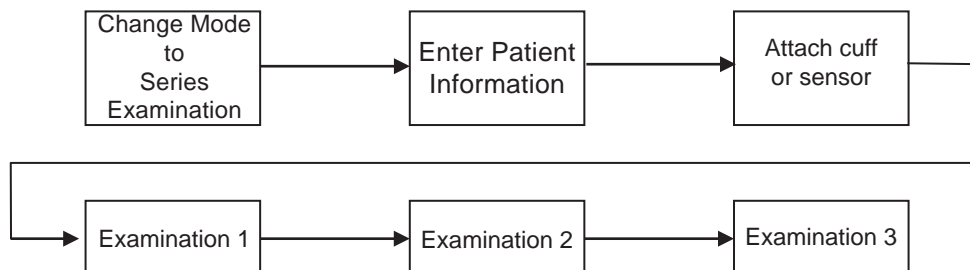 Change Mode
to
Series
Examination
Enter Patient
Information
Attach cuff
or sensor
Examination 1
Examination 2
Examination 3